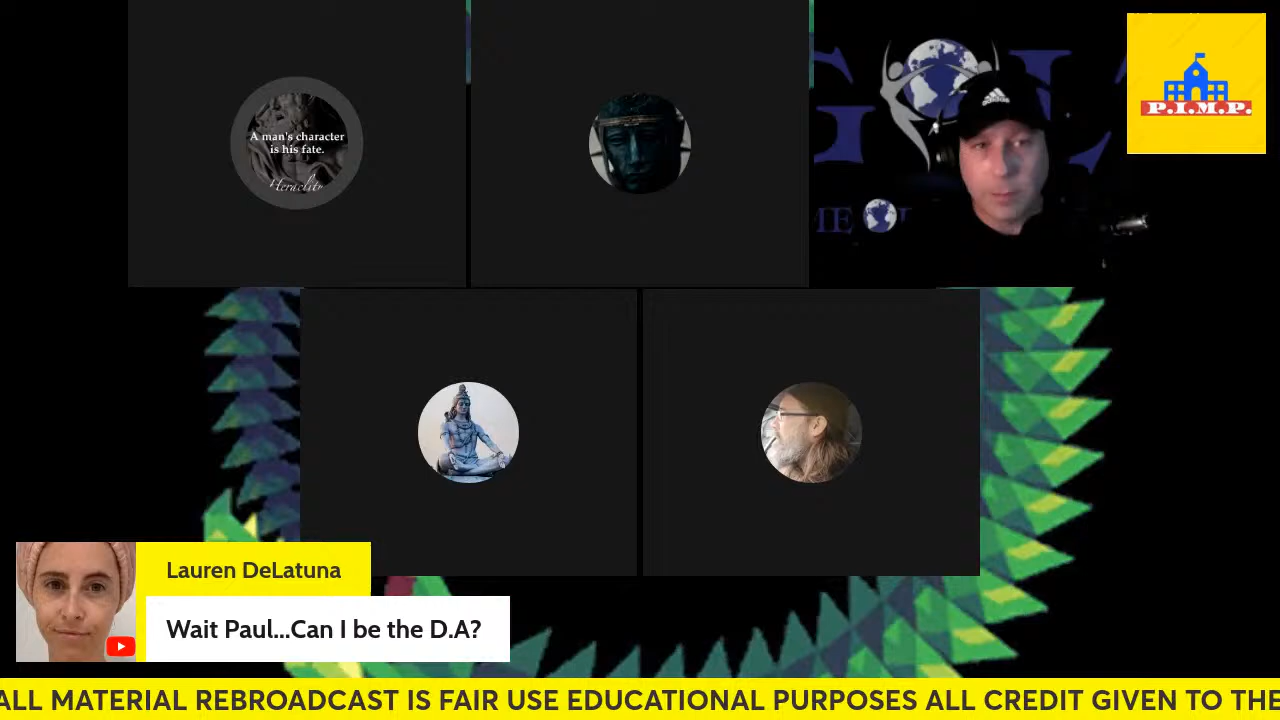 A man's character
is his fate.
adidas
P.I.M.P.
Lauren DeLatuna
Wait Paul...Can I be the D.A?
ALL MATERIAL REBROADCAST IS FAIR USE EDUCATIONAL PURPOSES ALL CREDIT GIVEN TO THE